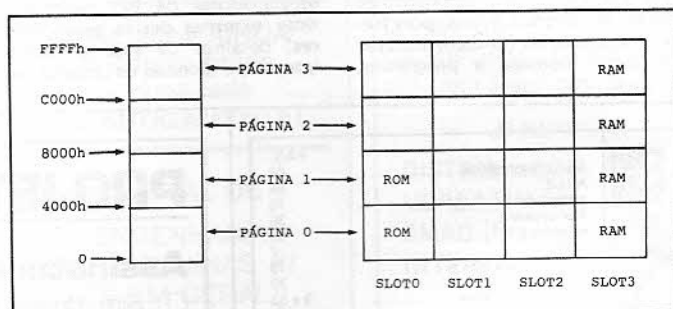 FFFFh
PÁGINA 3 RAM
C000h
PÁGINA 2 RAM
8000h
PÁGINA 1 ROM RAM
4000h
PÁGINA 0 ROM RAM
0
SLOT0 SLOT1 SLOT2 SLOT3